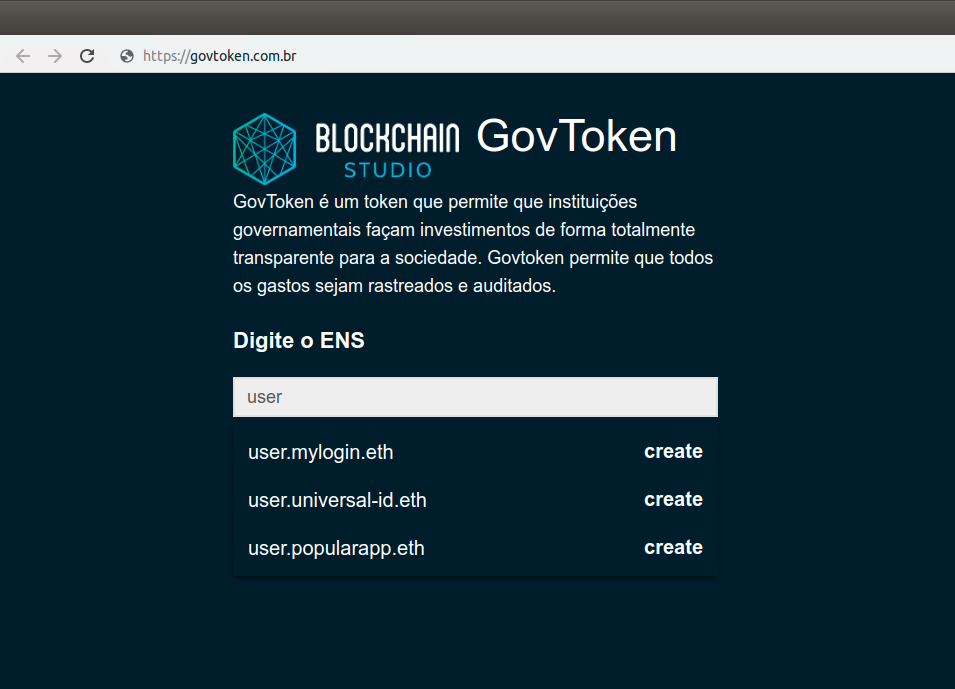 https://govtoken.com.br
BLOCKCHAIN
STUDIO
GovToken
GovToken é um token que permite que instituições
governamentais façam investimentos de forma totalmente
transparente para a sociedade. Govtoken permite que todos
os gastos sejam rastreados e auditados.
Digite o ENS
user
user.mylogin.eth create
user.universal-id.eth create
user.popularapp.eth create